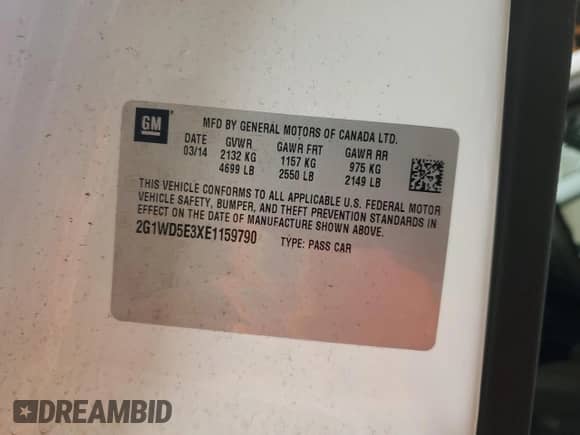 GM
MFD BY GENERAL MOTORS OF CANADA LTD.
DATE GVWR GAWR FRT GAWR RR
03/14 2132 KG 1157 KG 975 KG
4699 LB 2550 LB 2149 LB
THIS VEHICLE CONFORMS TO ALL APPLICABLE U.S. FEDERAL MOTOR
VEHICLE SAFETY, BUMPER, AND THEFT PREVENTION STANDARDS IN
EFFECT ON THE DATE OF MANUFACTURE SHOWN ABOVE.
2G1WD5E3XE1159790 TYPE: PASS CAR
DREAMBID